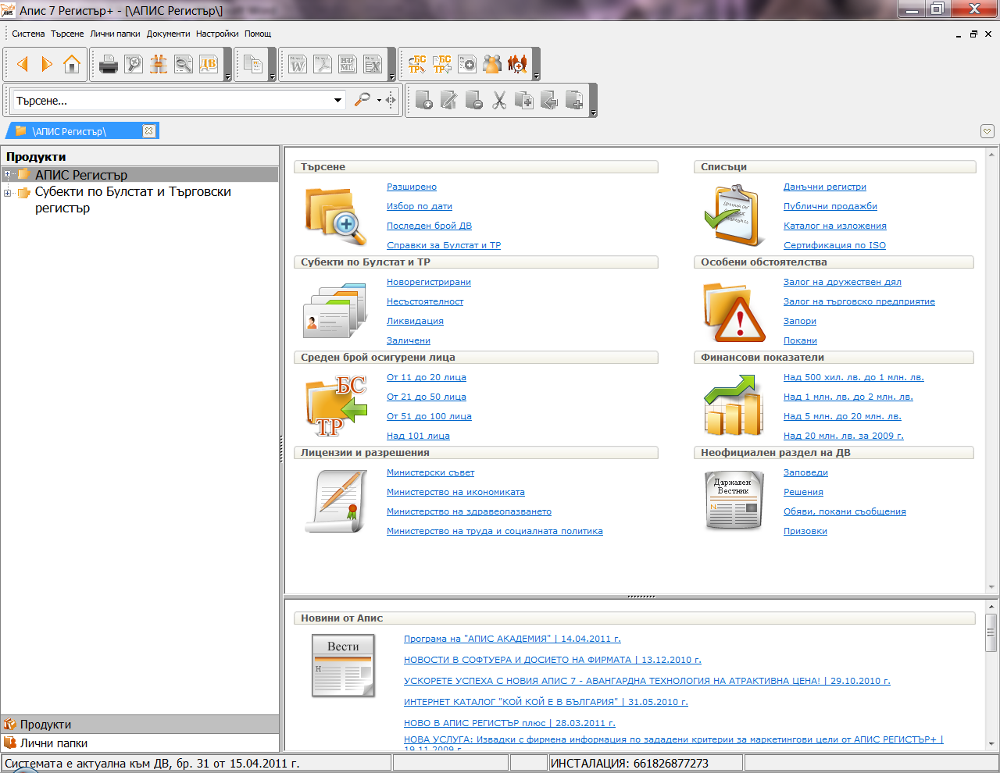 Апис 7 Регистър+ - [\АПИС Регистър\]
Система Търсене Лични папки Документи Настройки Помощ
Търсене...
\АПИС Регистър\
Продукти
АПИС Регистър
Субекти по Булстат и Търговски
регистър
Търсене
Разширено
Избор по дати
Последен брой ДВ
Справки за Булстат и ТР
Списъци
Данъчни регистри
Публични продажби
Каталог на изложения
Сертификация по ISO
Субекти по Булстат и ТР
Новорегистрирани
Несъстоятелност
Ликвидация
Заличени
Особени обстоятелства
Залог на дружествен дял
Залог на търговско предприятие
Запори
Покани
Среден брой осигурени лица
БС
ТР
От 11 до 20 лица
От 21 до 50 лица
От 51 до 100 лица
Над 101 лица
Финансови показатели
Над 500 хил. лв. до 1 млн. лв.
Над 1 млн. лв. до 2 млн. лв.
Над 5 млн. до 20 млн. лв.
Над 20 млн. лв. за 2009 г.
Лицензии и разрешения
Министерски съвет
Министерство на икономиката
Министерство на здравеопазването
Министерство на труда и социалната политика
Неофициален раздел на ДВ
Държавен
Вестник
Заповеди
Решения
Обяви, покани съобщения
Призовки
Новини от Апис
Вести
Програма на "АПИС АКАДЕМИЯ" | 14.04.2011 г.
НОВОСТИ В СОФТУЕРА И ДОСИЕТО НА ФИРМАТА | 13.12.2010 г.
УСКОРЕТЕ УСПЕХА С НОВИЯ АПИС 7 - АВАНГАРДНА ТЕХНОЛОГИЯ НА АТРАКТИВНА ЦЕНА! | 29.10.2010 г.
ИНТЕРНЕТ КАТАЛОГ "КОЙ КОЙ Е В БЪЛГАРИЯ" | 31.05.2010 г.
НОВО В АПИС РЕГИСТЪР плюс | 28.03.2011 г.
НОВА УСЛУГА: Извадки с фирмена информация по зададени критерии за маркетингови цели от АПИС РЕГИСТЪР+ |
19.11.2009 г.
Продукти
Лични папки
Системата е актуална към ДВ, бр. 31 от 15.04.2011 г.
ИНСТАЛАЦИЯ: 661826877273